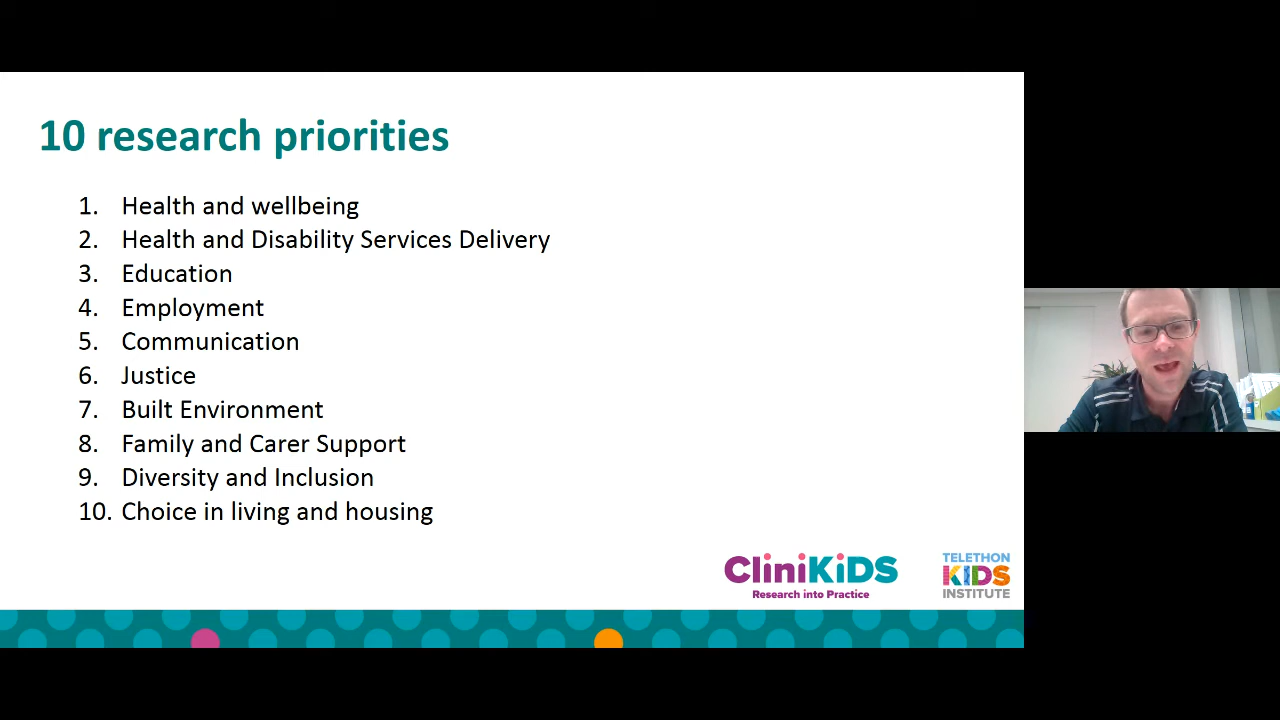 10 research priorities
1. Health and wellbeing
2. Health and Disability Services Delivery
3. Education
4. Employment
5. Communication
6. Justice
7. Built Environment
8. Family and Carer Support
9. Diversity and Inclusion
10. Choice in living and housing
CliniKiDS
Research into Practice
TELETHON
KIDS
INSTITUTE